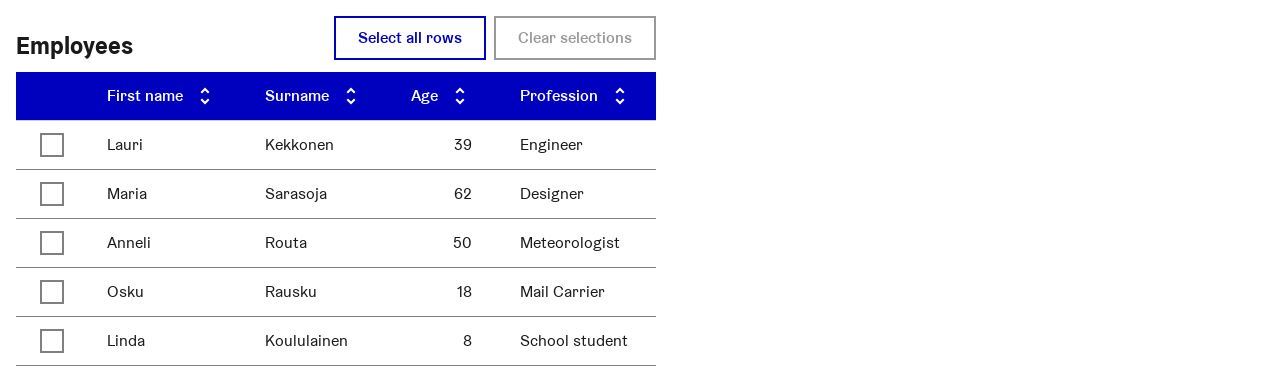 Employees Select all rows Clear selections
First name Surname Age Profession
Lauri Kekkonen 39 Engineer
Maria Sarasoja 62 Designer
Anneli Routa 50 Meteorologist
Osku Rausku 18 Mail Carrier
Linda Koululainen 8 School student